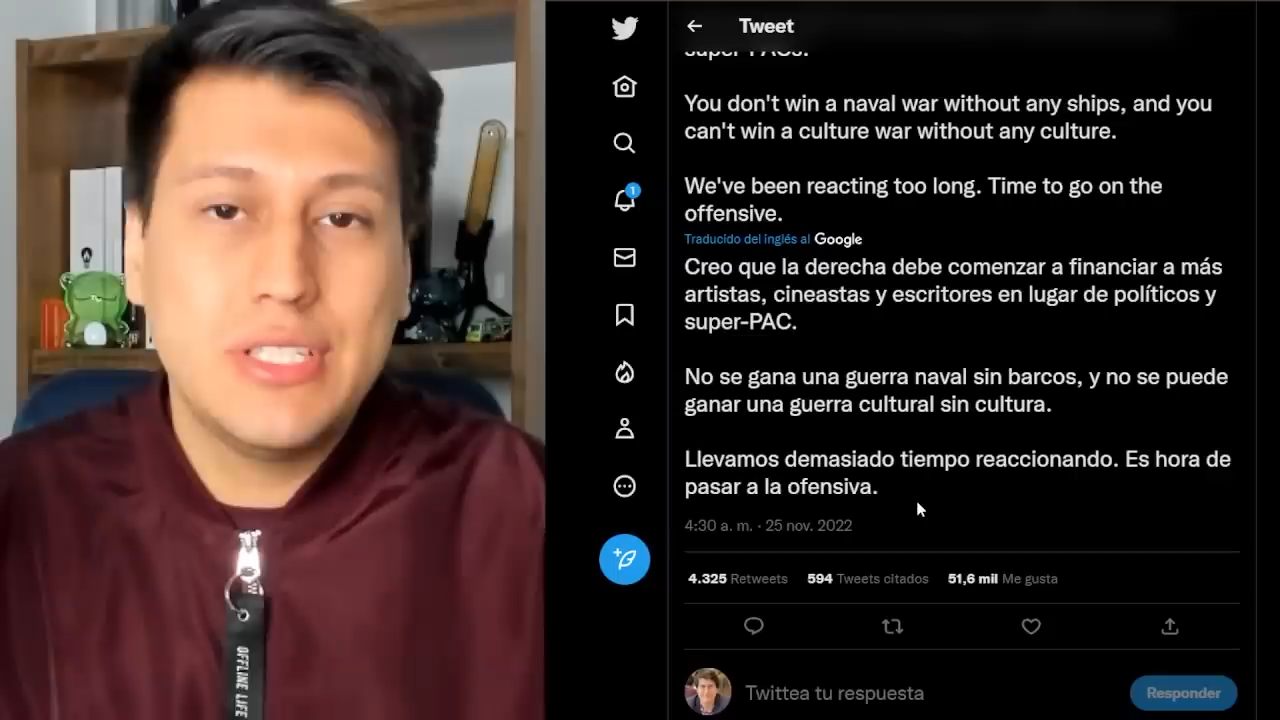 Tweet
super-PACs.
You don't win a naval war without any ships, and you
can't win a culture war without any culture.
We've been reacting too long. Time to go on the
offensive.
Traducido del inglés al Google
Creo que la derecha debe comenzar a financiar a más
artistas, cineastas y escritores en lugar de políticos y
super-PAC.
No se gana una guerra naval sin barcos, y no se puede
ganar una guerra cultural sin cultura.
Llevamos demasiado tiempo reaccionando. Es hora de
pasar a la ofensiva.
4:30 a. m. · 25 nov. 2022
4.325 Retweets 594 Tweets citados 51,6 mil Me gusta
Twittea tu respuesta
Responder
1
OFFLINE LIFE